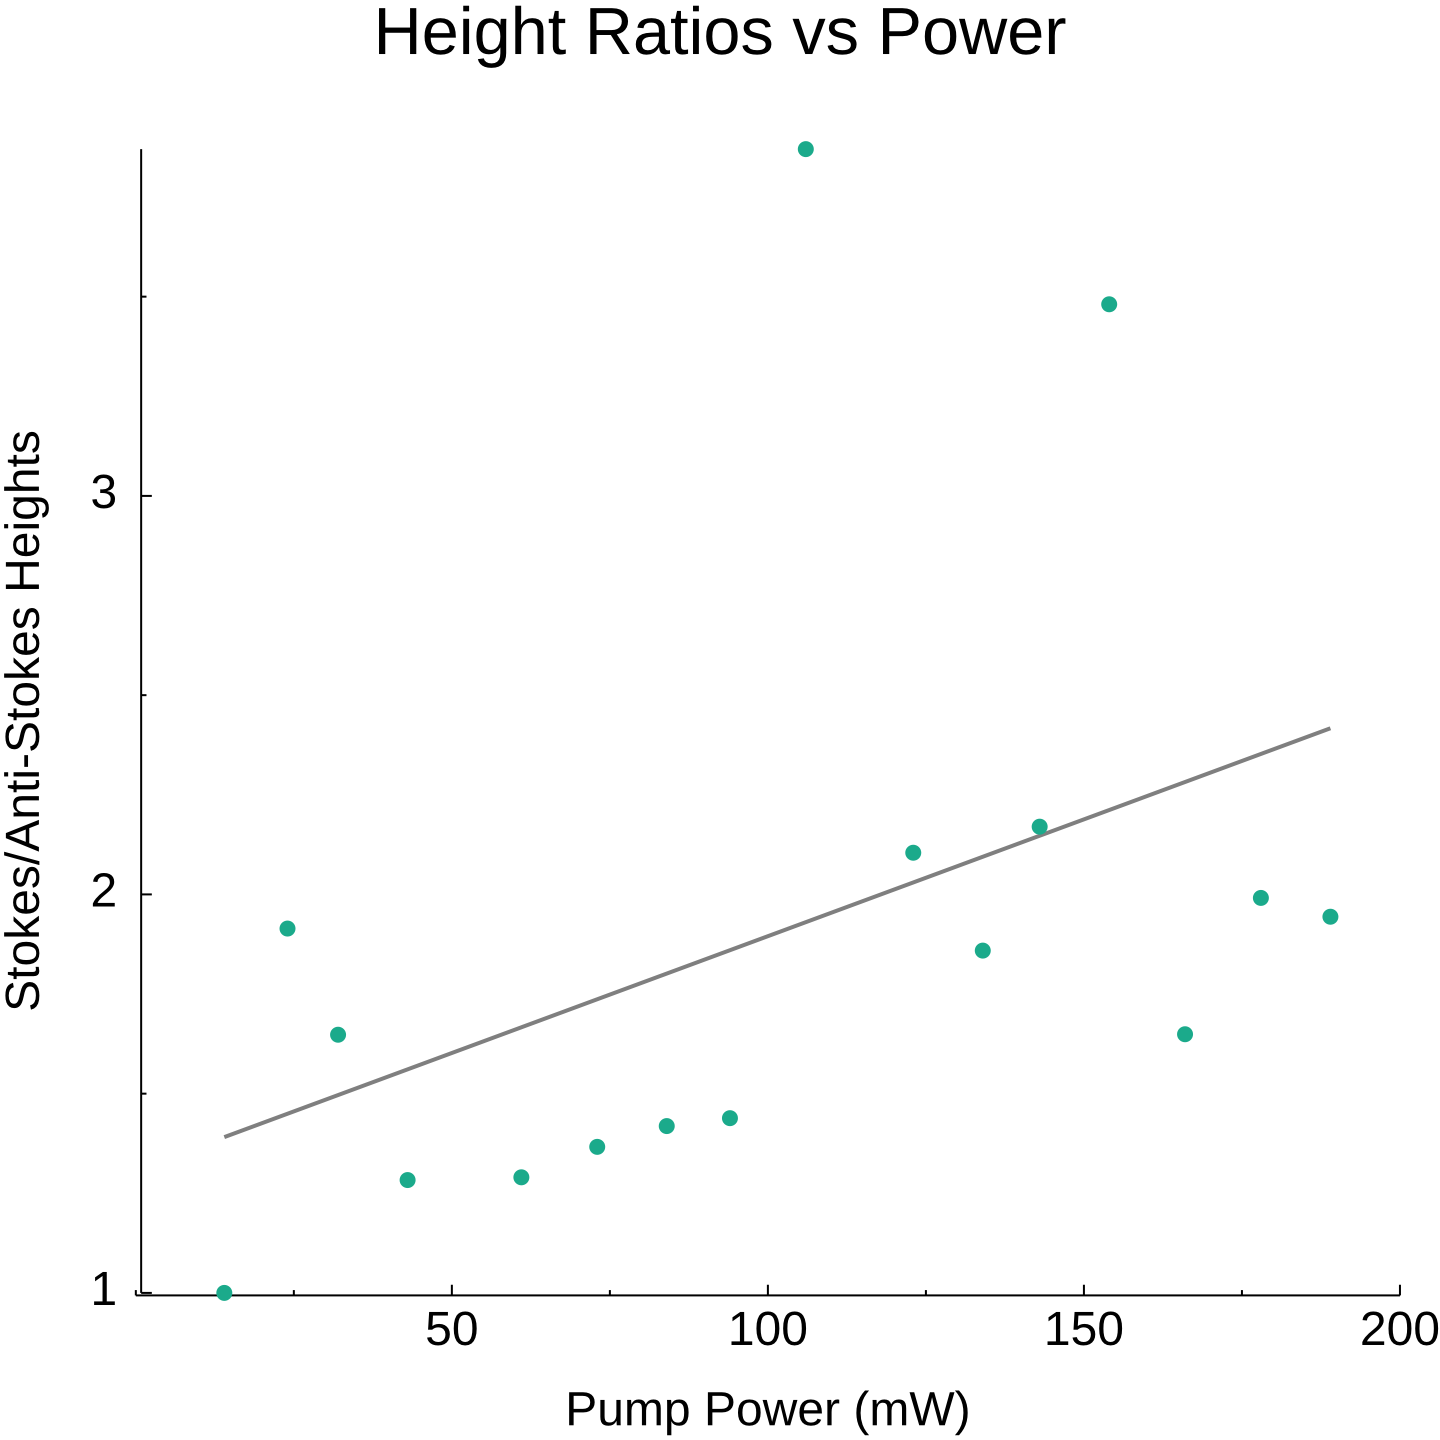 Height Ratios vs Power
Stokes/Anti-Stokes Heights
3
2
1
50 100 150 200
Pump Power (mW)